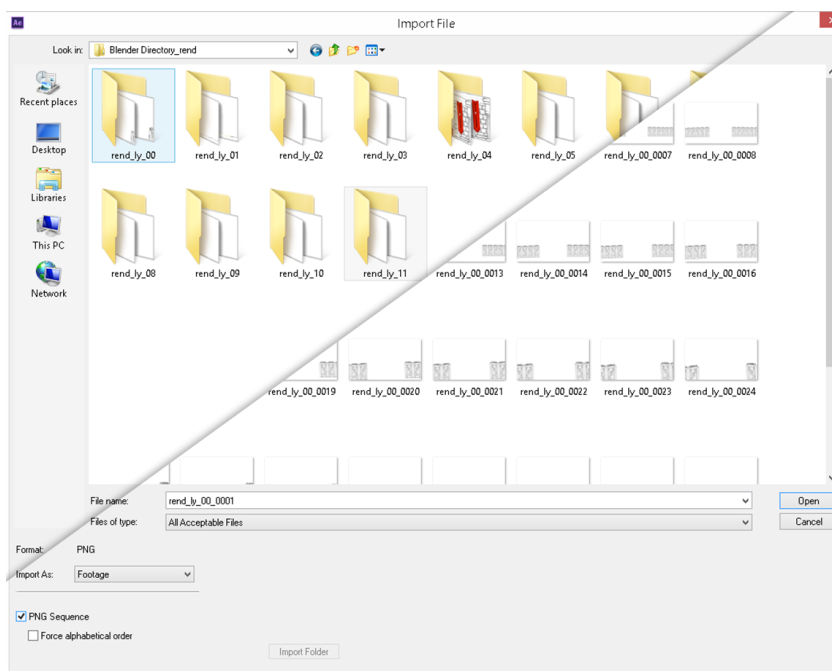 Ae
Import File
Look in:
Blender Directory_rend
Recent places
Desktop
Libraries
This PC
Network
rend_ly_00
rend_ly_01
rend_ly_02
rend_ly_03
rend_ly_04
rend_ly_05
rend_ly_00_0007
rend_ly_00_0008
rend_ly_08
rend_ly_09
rend_ly_10
rend_ly_11
rend_ly_00_0013
rend_ly_00_0014
rend_ly_00_0015
rend_ly_00_0016
rend_ly_00_0019
rend_ly_00_0020
rend_ly_00_0021
rend_ly_00_0022
rend_ly_00_0023
rend_ly_00_0024
File name:
rend_ly_00_0001
Open
Files of type:
All Acceptable Files
Cancel
Format:
PNG
Import As:
Footage
PNG Sequence
Force alphabetical order
Import Folder